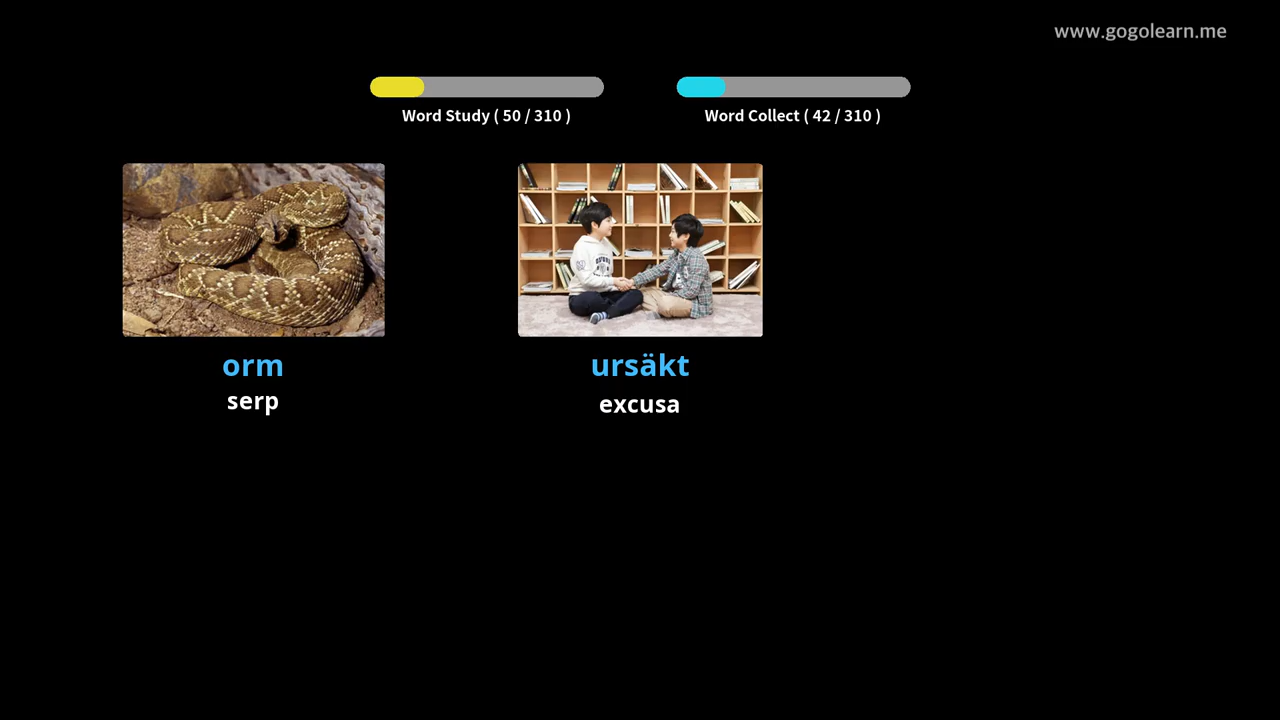 www.gogolearn.me
Word Study ( 50 / 310 )
Word Collect ( 42 / 310 )
orm
serp
ursäkt
excusa